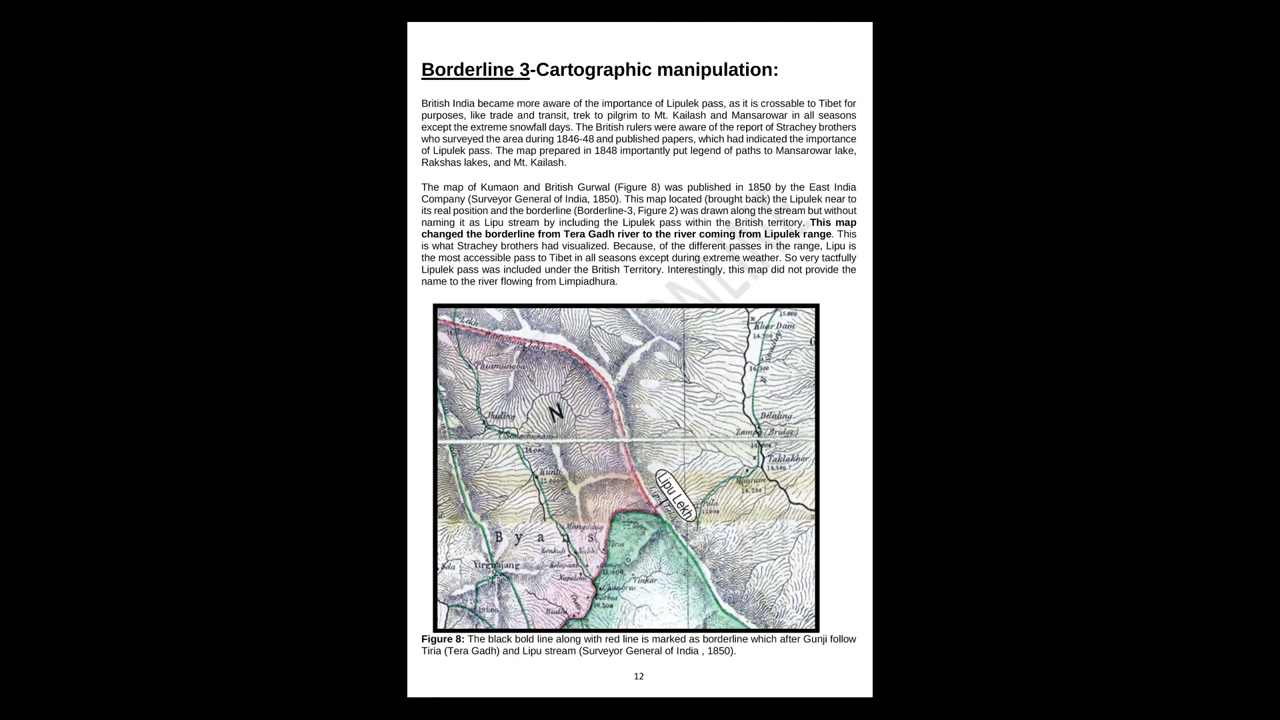 Borderline 3-Cartographic manipulation:
British India became more aware of the importance of Lipulek pass, as it is crossable to Tibet for
purposes, like trade and transit, trek to pilgrim to Mt. Kailash and Mansarowar in all seasons
except the extreme snowfall days. The British rulers were aware of the report of Strachey brothers
who surveyed the area during 1846-48 and published papers, which had indicated the importance
of Lipulek pass. The map prepared in 1848 importantly put legend of paths to Mansarowar lake,
Rakshas lakes, and Mt. Kailash.
The map of Kumaon and British Gurwal (Figure 8) was published in 1850 by the East India
Company (Surveyor General of India, 1850). This map located (brought back) the Lipulek near to
its real position and the borderline (Borderline-3, Figure 2) was drawn along the stream but without
naming it as Lipu stream by including the Lipulek pass within the British territory. This map
changed the borderline from Tera Gadh river to the river coming from Lipulek range. This
is what Strachey brothers had visualized. Because, of the different passes in the range, Lipu is
the most accessible pass to Tibet in all seasons except during extreme weather. So very tactfully
Lipulek pass was included under the British Territory. Interestingly, this map did not provide the
name to the river flowing from Limpiadhura.
Lekh
15.000
Khar Dam
N
Delaling
Zampa (Bridge)
Taklakhar
Kunti
Lipu Lekh
Byans
Tinkar
Budhi
Figure 8: The black bold line along with red line is marked as borderline which after Gunji follow
Tiria (Tera Gadh) and Lipu stream (Surveyor General of India , 1850).
12